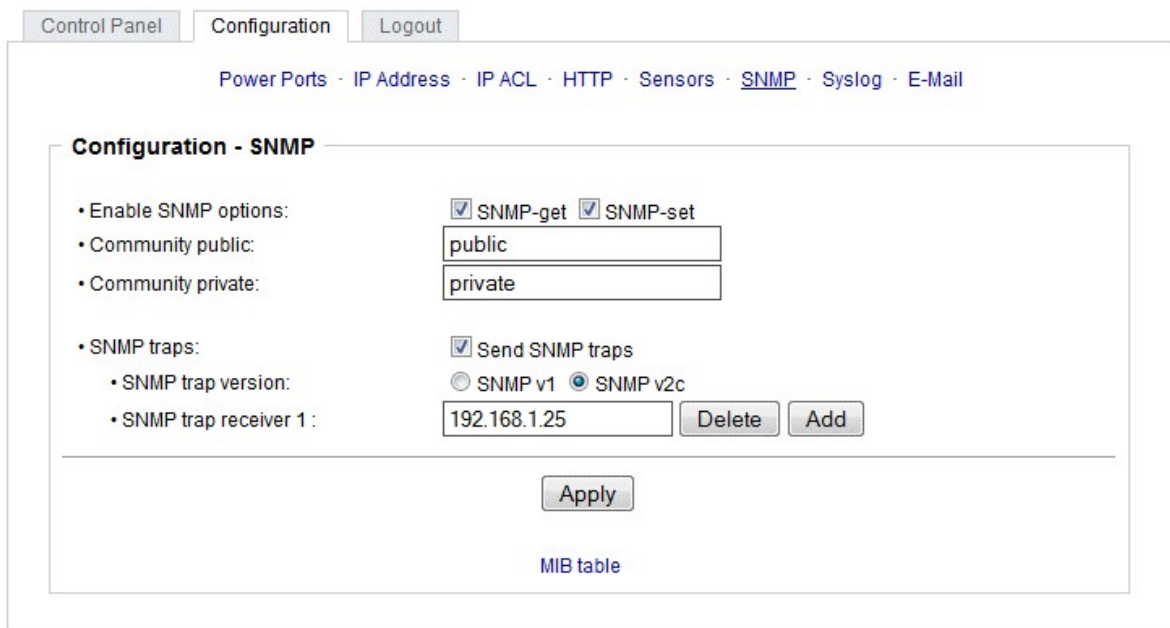 Control Panel Configuration Logout
Power Ports · IP Address · IP ACL · HTTP · Sensors · SNMP · Syslog · E-Mail
Configuration - SNMP
• Enable SNMP options: SNMP-get SNMP-set
• Community public: public
• Community private: private
• SNMP traps: Send SNMP traps
• SNMP trap version: SNMP v1 SNMP v2c
• SNMP trap receiver 1 : 192.168.1.25 Delete Add
Apply
MIB table